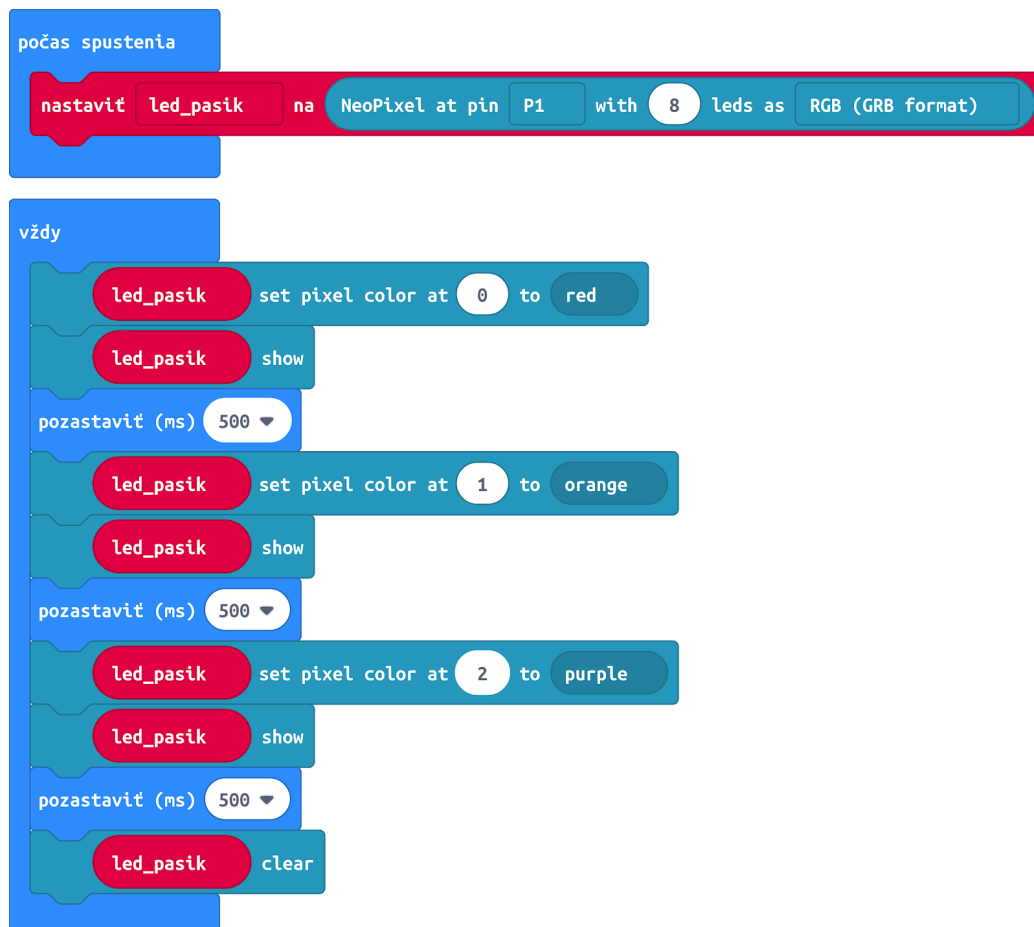 počas spustenia
nastaviť led_pasik na NeoPixel at pin P1 with 8 leds as RGB (GRB format)
vždy
led_pasik set pixel color at 0 to red
led_pasik show
pozastaviť (ms) 500
led_pasik set pixel color at 1 to orange
led_pasik show
pozastaviť (ms) 500
led_pasik set pixel color at 2 to purple
led_pasik show
pozastaviť (ms) 500
led_pasik clear